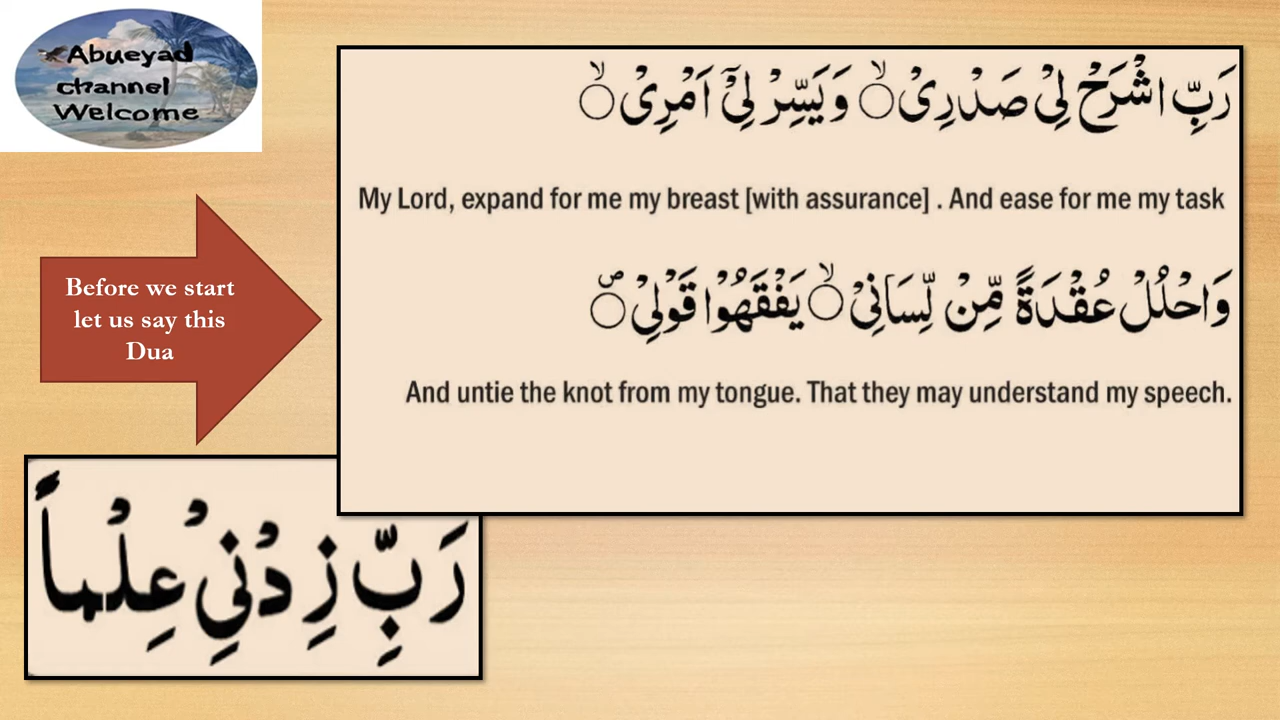 Abueyad
channel
Welcome
رَبِّ اشْرَحْ لِیْ صَدْرِیْۙ وَیَسِّرْ لِیْۤ اَمْرِیْۙ
My Lord, expand for me my breast [with assurance] . And ease for me my task
وَاحْلُلْ عُقْدَةً مِّنْ لِّسَانِیْۙ یَفْقَهُوْا قَوْلِیْ۪
And untie the knot from my tongue. That they may understand my speech.
Before we start
let us say this
Dua
رَبِّ زِدْنِیْ عِلْماً